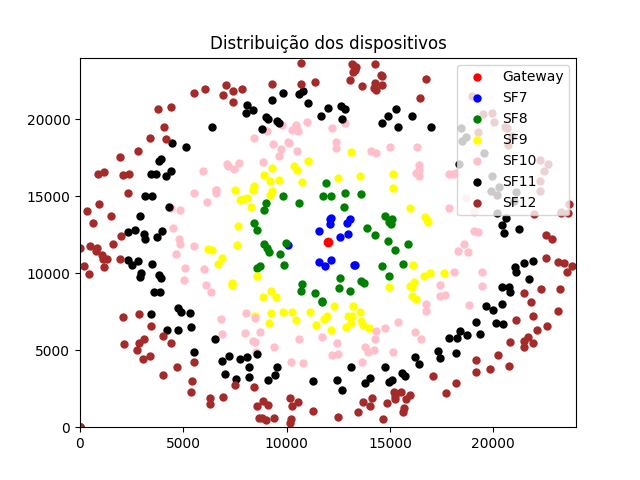 Distribuição dos dispositivos
Gateway
SF7
SF8
SF9
SF10
SF11
SF12
20000
15000
10000
5000
0
0 5000 10000 15000 20000